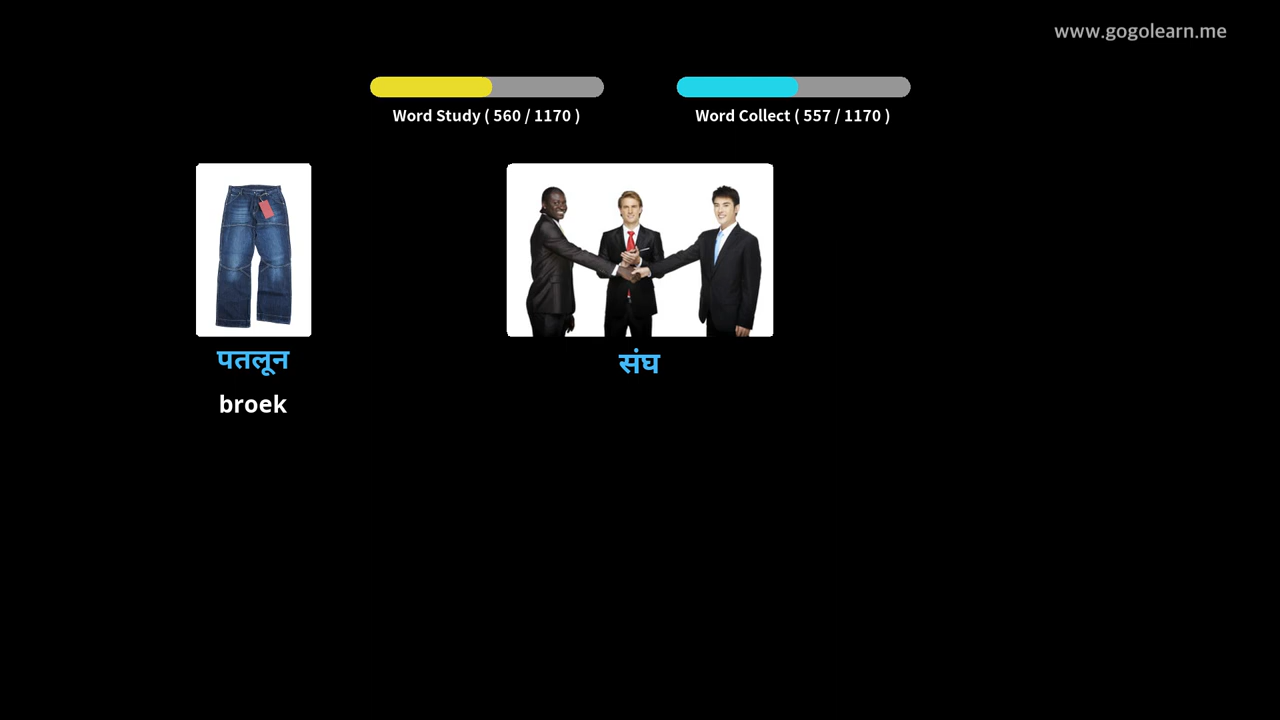 www.gogolearn.me
Word Study ( 560 / 1170 )
Word Collect ( 557 / 1170 )
पतलून
broek
संघ